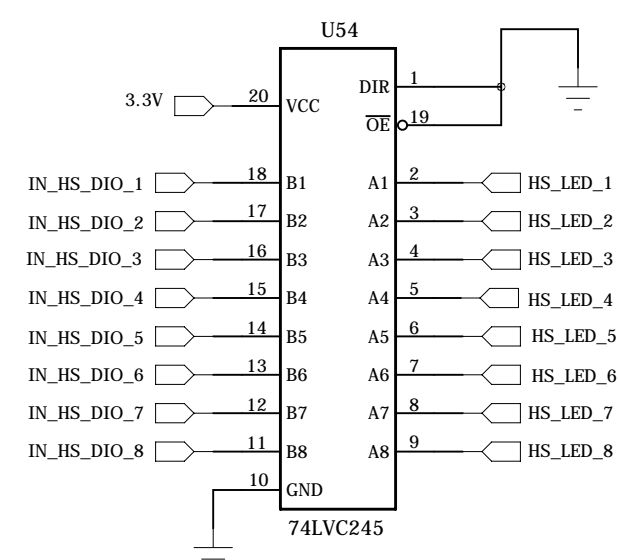 U54
DIR 1
3.3V 20 VCC
OE 19
IN_HS_DIO_1 18 B1 A1 2 HS_LED_1
IN_HS_DIO_2 17 B2 A2 3 HS_LED_2
IN_HS_DIO_3 16 B3 A3 4 HS_LED_3
IN_HS_DIO_4 15 B4 A4 5 HS_LED_4
IN_HS_DIO_5 14 B5 A5 6 HS_LED_5
IN_HS_DIO_6 13 B6 A6 7 HS_LED_6
IN_HS_DIO_7 12 B7 A7 8 HS_LED_7
IN_HS_DIO_8 11 B8 A8 9 HS_LED_8
10 GND
74LVC245